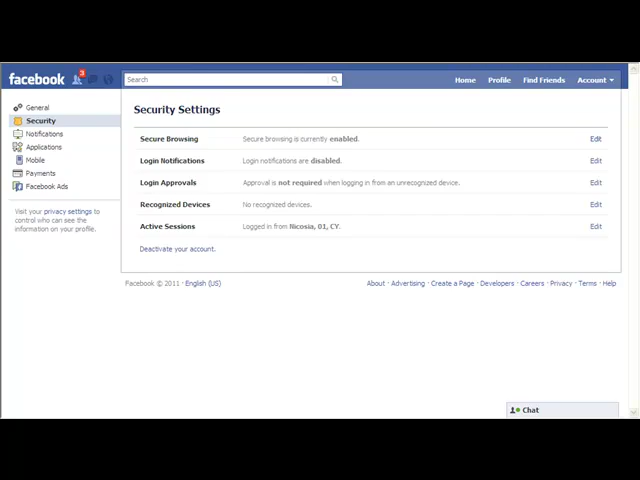 facebook 3 Search Home Profile Find Friends Account
General
Security
Notifications
Applications
Mobile
Payments
Facebook Ads
Visit your privacy settings to
control who can see the
information on your profile.
Security Settings
Secure Browsing Secure browsing is currently enabled. Edit
Login Notifications Login notifications are disabled. Edit
Login Approvals Approval is not required when logging in from an unrecognized device. Edit
Recognized Devices No recognized devices. Edit
Active Sessions Logged in from Nicosia, 01, CY. Edit
Deactivate your account.
Facebook © 2011 · English (US) About · Advertising · Create a Page · Developers · Careers · Privacy · Terms · Help
Chat